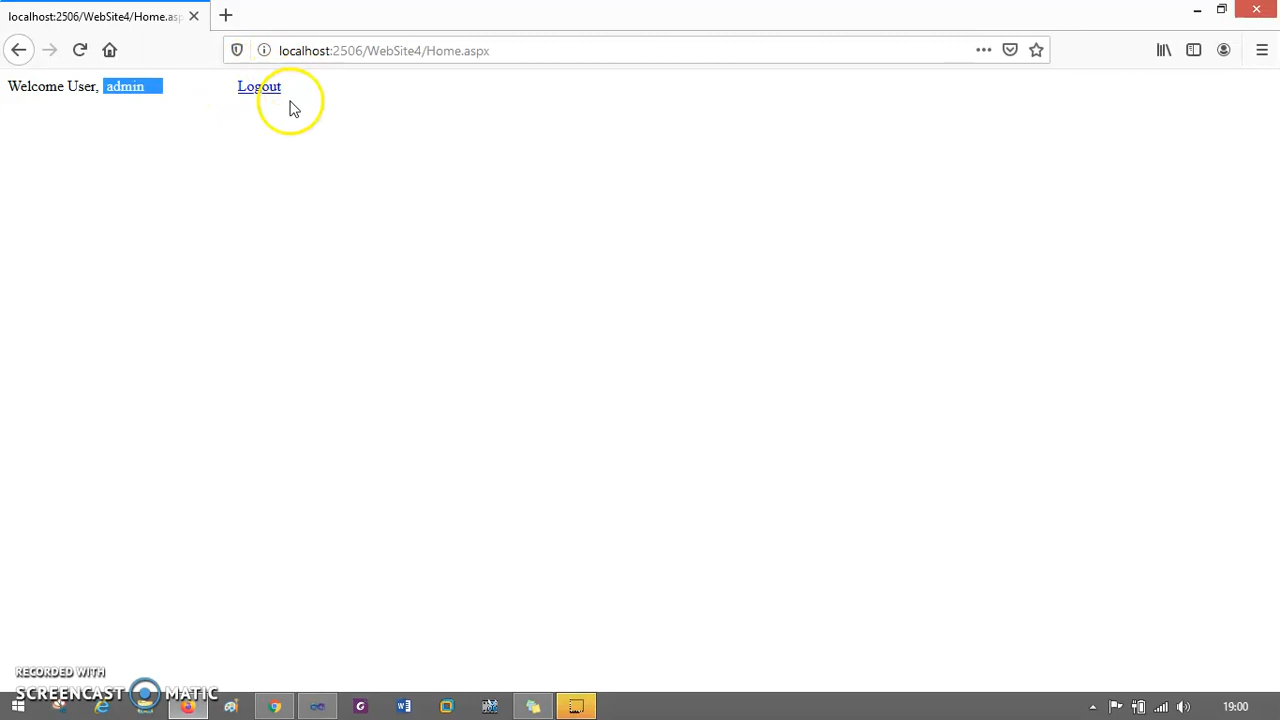 localhost:2506/WebSite4/Home.asp
localhost:2506/WebSite4/Home.aspx
Welcome User, admin Logout
RECORDED WITH
SCREENCAST MATIC
19:00